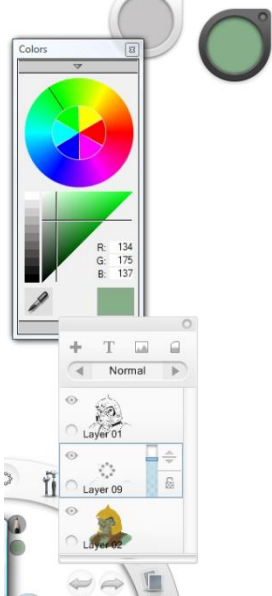 Colors
R: 134
G: 175
B: 137
T
Normal
Layer 01
Layer 09
Layer 02